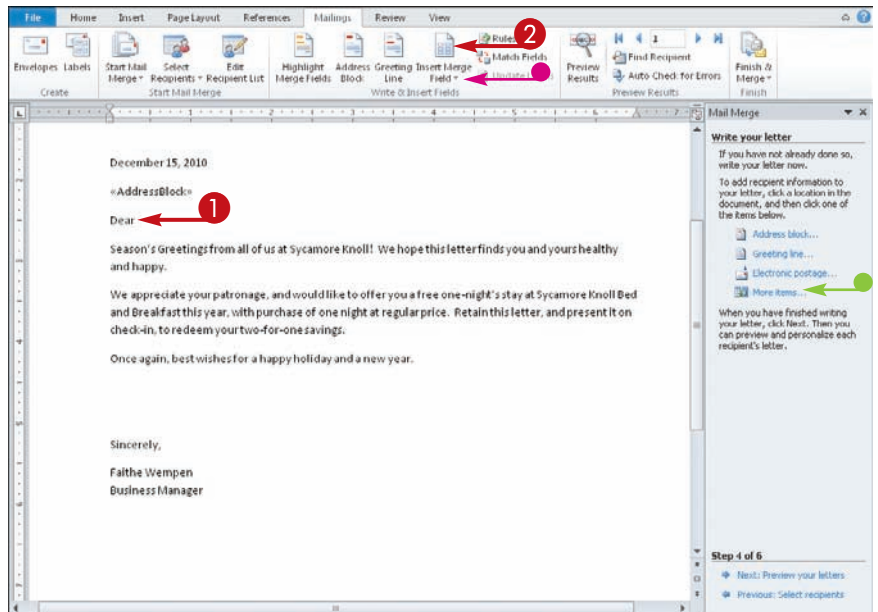 File Home Insert Page Layout References Mailings Review View
Envelopes Labels
Create
Start Mail Merge
Select Recipients
Edit Recipient List
Start Mail Merge
Highlight Merge Fields
Address Block
Greeting Line
Insert Merge Field
Rules
Match Fields
Write & Insert Fields
2
Preview Results
1
Find Recipient
Auto Check for Errors
Preview Results
Finish & Merge
Finish
L
1 2 3 4 5 6 7
December 15, 2010
«AddressBlock»
1
Dear
Season's Greetings from all of us at Sycamore Knoll! We hope this letter finds you and yours healthy
and happy.
We appreciate your patronage, and would like to offer you a free one-night's stay at Sycamore Knoll Bed
and Breakfast this year, with purchase of one night at regular price. Retain this letter, and present it on
check-in, to redeem your two-for-one savings.
Once again, best wishes for a happy holiday and a new year.
Sincerely,
Faithe Wempen
Business Manager
Mail Merge
Write your letter
If you have not already done so,
write your letter now.
To add recipient information to
your letter, click a location in the
document, and then click one of
the items below.
Address block...
Greeting line...
Electronic postage...
More items...
When you have finished writing
your letter, click Next. Then you
can preview and personalize each
recipient's letter.
Step 4 of 6
Next: Preview your letters
Previous: Select recipients